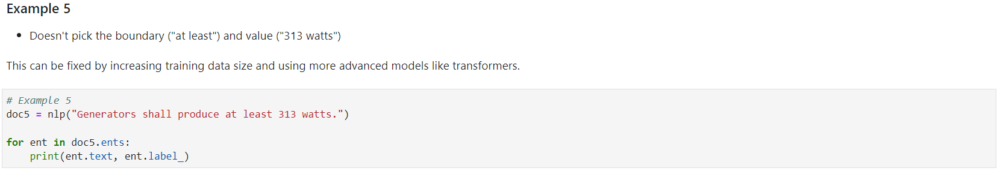 Example 5
• Doesn't pick the boundary ("at least") and value ("313 watts")
This can be fixed by increasing training data size and using more advanced models like transformers.
# Example 5
doc5 = nlp("Generators shall produce at least 313 watts.")
for ent in doc5.ents:
    print(ent.text, ent.label_)